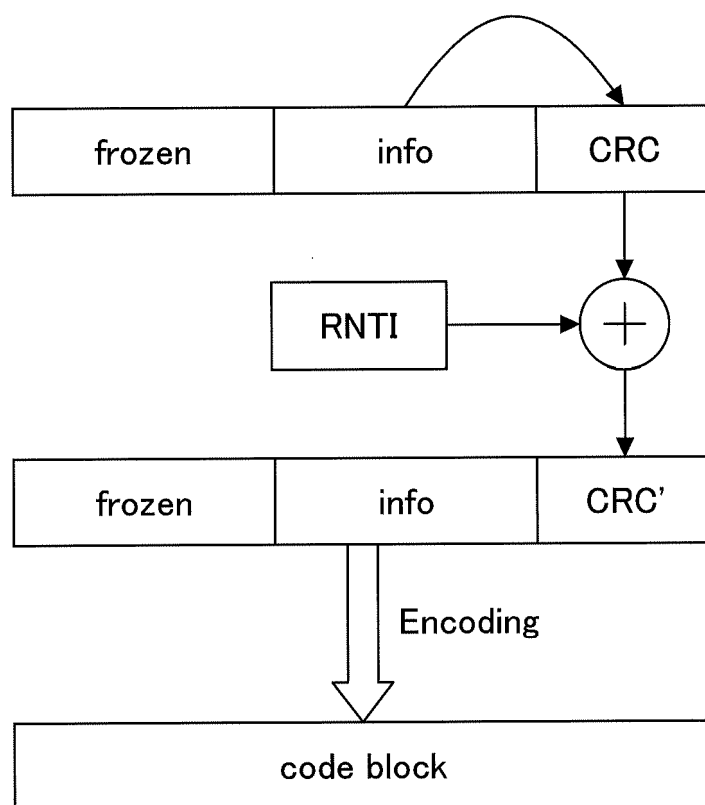 frozen info CRC
RNTI
frozen info CRC'
Encoding
code block